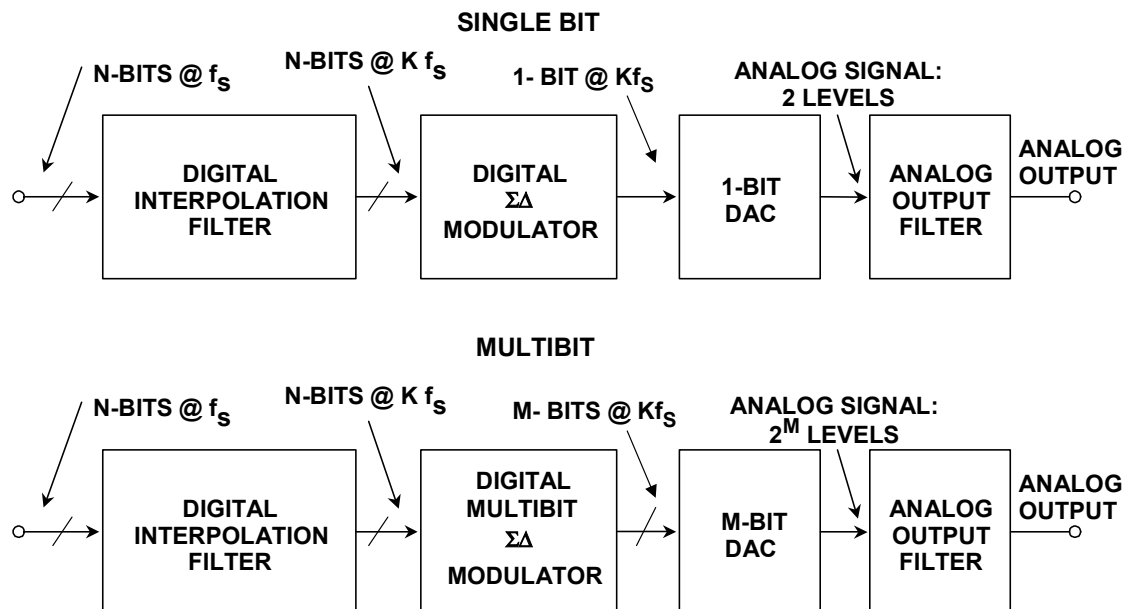 SINGLE BIT
N-BITS @ fS
N-BITS @ K fS
1- BIT @ KfS
ANALOG SIGNAL:
2 LEVELS
DIGITAL
INTERPOLATION
FILTER
DIGITAL
ΣΔ
MODULATOR
1-BIT
DAC
ANALOG
OUTPUT
FILTER
ANALOG
OUTPUT
MULTIBIT
N-BITS @ fS
N-BITS @ K fS
M- BITS @ KfS
ANALOG SIGNAL:
2^M LEVELS
DIGITAL
INTERPOLATION
FILTER
DIGITAL
MULTIBIT
ΣΔ
MODULATOR
M-BIT
DAC
ANALOG
OUTPUT
FILTER
ANALOG
OUTPUT